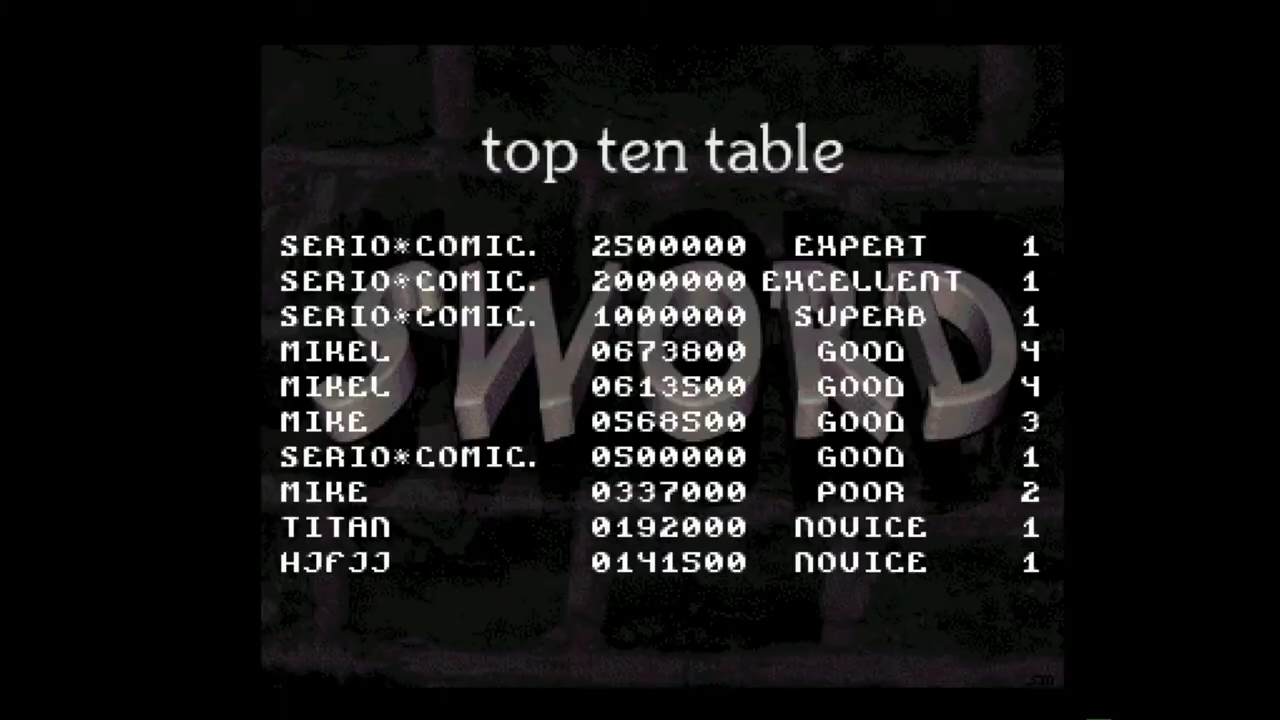 top ten table
SWORD
SERIO*COMIC. 2500000 EXPERT 1
SERIO*COMIC. 2000000 EXCELLENT 1
SERIO*COMIC. 1000000 SUPERB 1
MIKEL 0673800 GOOD 4
MIKEL 0613500 GOOD 4
MIKE 0568500 GOOD 3
SERIO*COMIC. 0500000 GOOD 1
MIKE 0337000 POOR 2
TITAN 0192000 NOVICE 1
HJFJJ 0141500 NOVICE 1